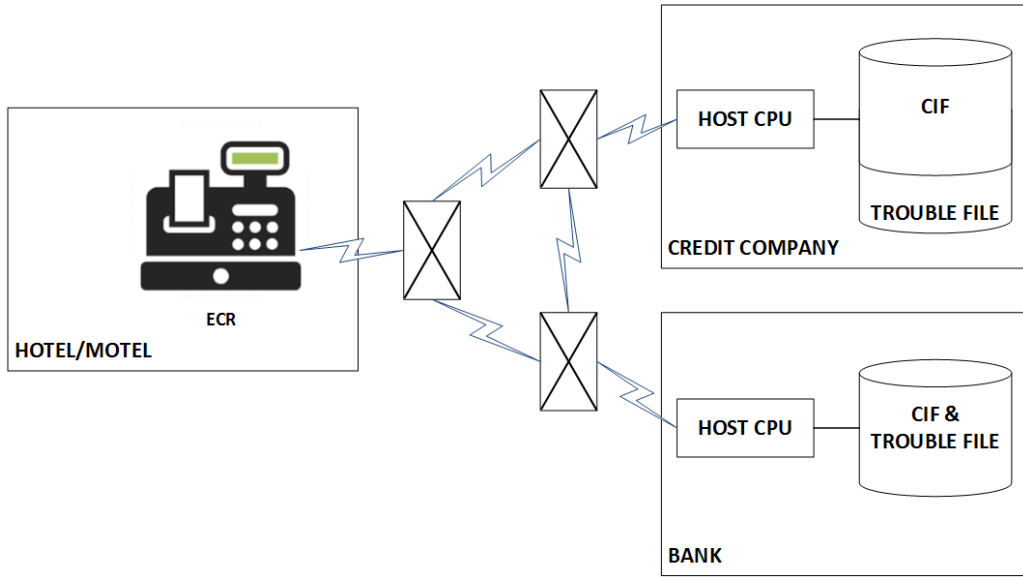 ECR
HOTEL/MOTEL
HOST CPU
CIF
TROUBLE FILE
CREDIT COMPANY
HOST CPU
CIF &
TROUBLE FILE
BANK